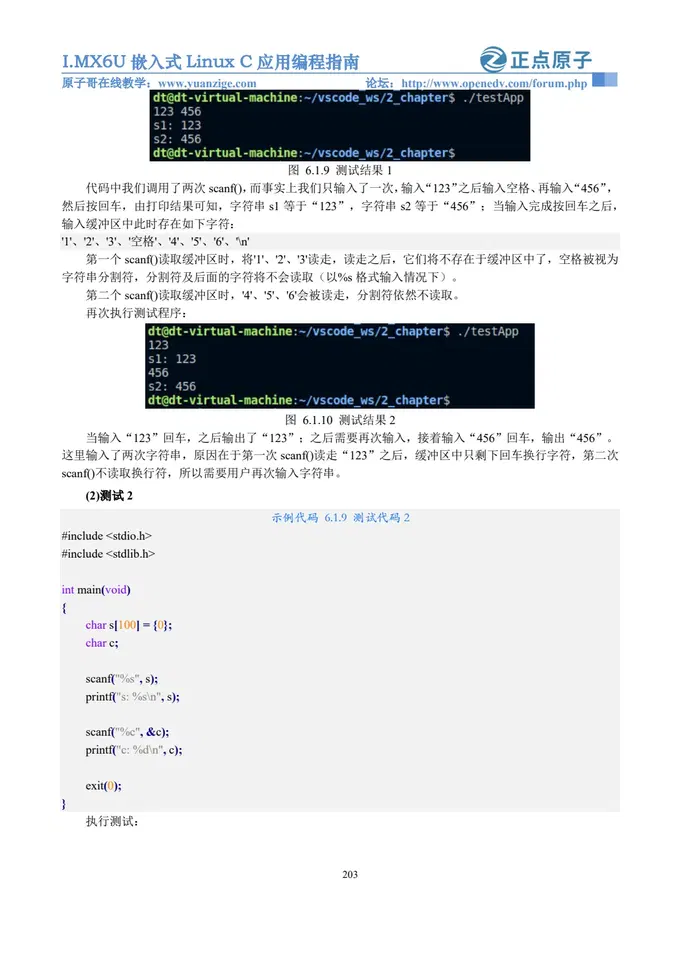 I.MX6U 嵌入式 Linux C 应用编程指南
正点原子
原子哥在线教学：www.yuanzige.com 论坛：http://www.openedv.com/forum.php
dt@dt-virtual-machine:~/vscode_ws/2_chapter$ ./testApp
123 456
s1: 123
s2: 456
dt@dt-virtual-machine:~/vscode_ws/2_chapter$
图 6.1.9 测试结果 1
代码中我们调用了两次 scanf()，而事实上我们只输入了一次，输入“123”之后输入空格、再输入“456”，
然后按回车，由打印结果可知，字符串 s1 等于“123”，字符串 s2 等于“456”；当输入完成按回车之后，
输入缓冲区中此时存在如下字符：
'1'、'2'、'3'、'空格'、'4'、'5'、'6'、'\n'
第一个 scanf()读取缓冲区时，将'1'、'2'、'3'读走，读走之后，它们将不存在于缓冲区中了，空格被视为
字符串分割符，分割符及后面的字符将不会读取（以%s 格式输入情况下）。
第二个 scanf()读取缓冲区时，'4'、'5'、'6'会被读走，分割符依然不读取。
再次执行测试程序：
dt@dt-virtual-machine:~/vscode_ws/2_chapter$ ./testApp
123
s1: 123
456
s2: 456
dt@dt-virtual-machine:~/vscode_ws/2_chapter$
图 6.1.10 测试结果 2
当输入“123”回车，之后输出了“123”；之后需要再次输入，接着输入“456”回车，输出“456”。
这里输入了两次字符串，原因在于第一次 scanf()读走“123”之后，缓冲区中只剩下回车换行字符，第二次
scanf()不读取换行符，所以需要用户再次输入字符串。
(2)测试 2
示例代码 6.1.9 测试代码 2
#include <stdio.h>
#include <stdlib.h>
int main(void)
{
char s[100] = {0};
char c;
scanf("%s", s);
printf("s: %s\n", s);
scanf("%c", &c);
printf("c: %d\n", c);
exit(0);
}
执行测试：
203